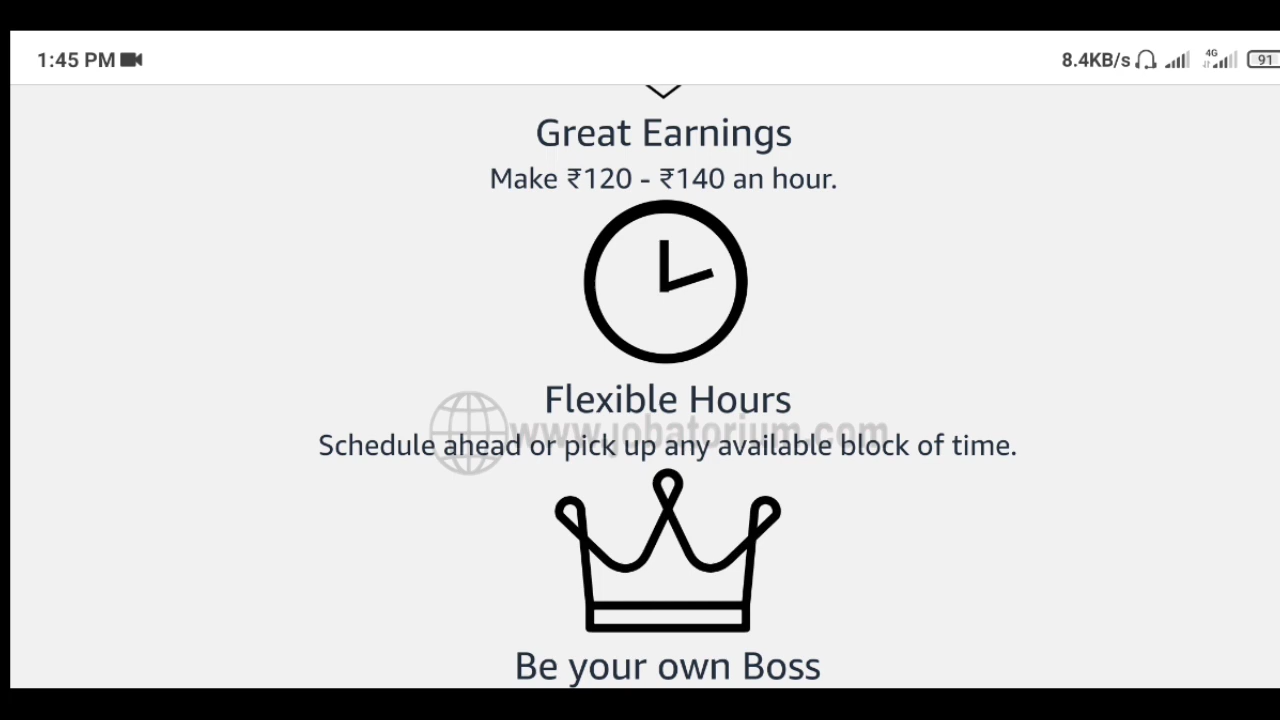 1:45 PM
8.4KB/s 4G 91
Great Earnings
Make ₹120 - ₹140 an hour.
Flexible Hours
www.jobatorium.com
Schedule ahead or pick up any available block of time.
Be your own Boss